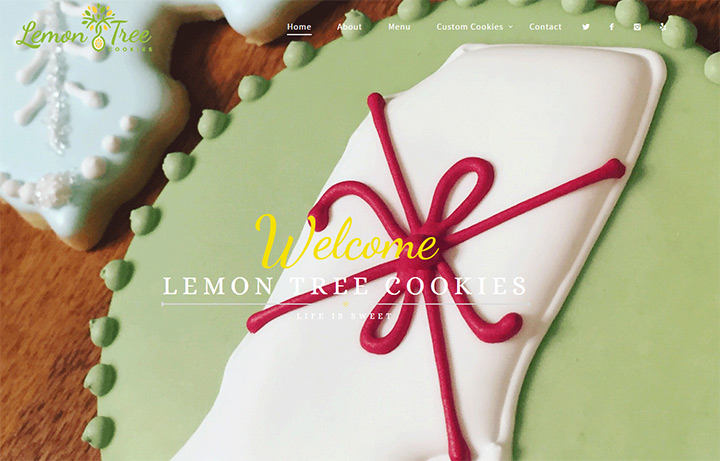 Lemon Tree
COOKIES
Home About Menu Custom Cookies Contact
Welcome
LEMON TREE COOKIES
LIFE IS SWEET